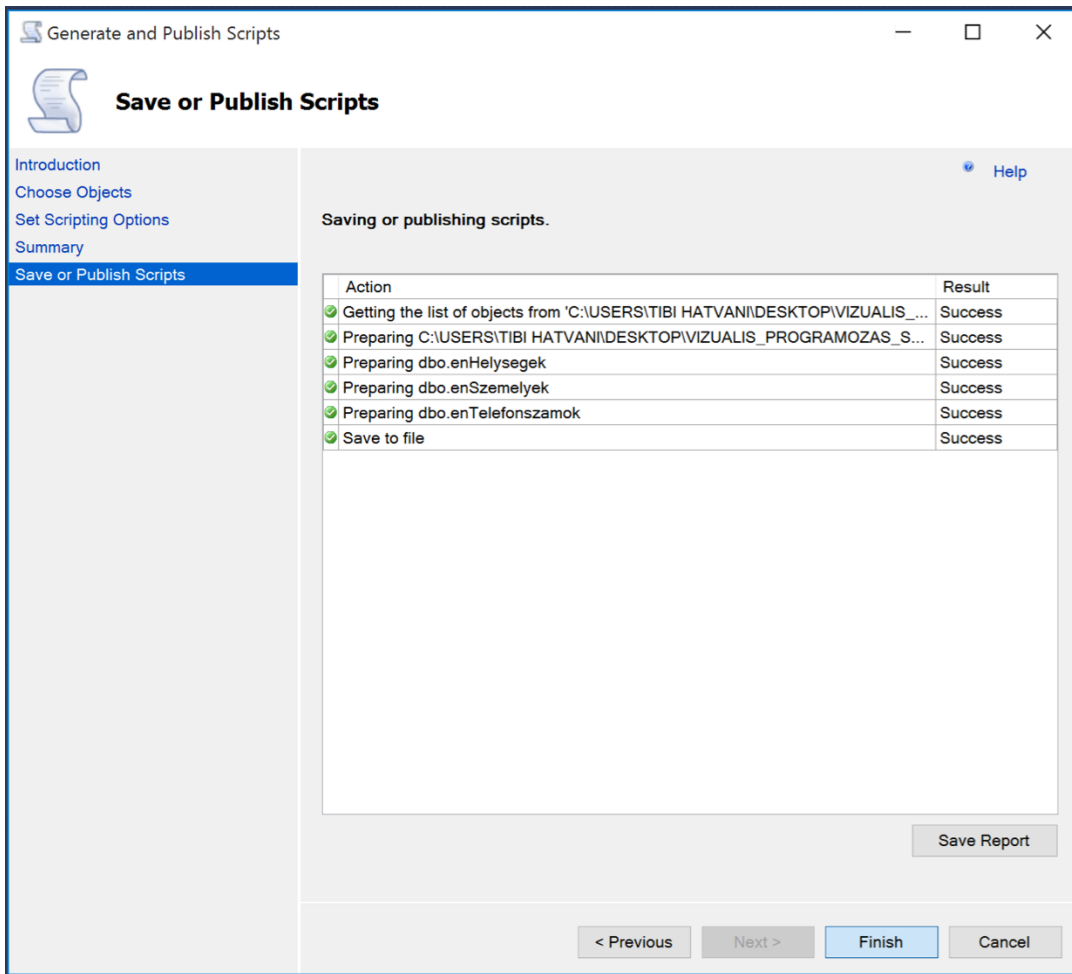 Generate and Publish Scripts
Save or Publish Scripts
Introduction
Choose Objects
Set Scripting Options
Summary
Save or Publish Scripts
Help
Saving or publishing scripts.
Action Result
Getting the list of objects from 'C:\USERS\TIBI HATVANI\DESKTOP\VIZUALIS_... Success
Preparing C:\USERS\TIBI HATVANI\DESKTOP\VIZUALIS_PROGRAMOZAS_S... Success
Preparing dbo.enHelysegek Success
Preparing dbo.enSzemelyek Success
Preparing dbo.enTelefonszamok Success
Save to file Success
Save Report
< Previous Next > Finish Cancel